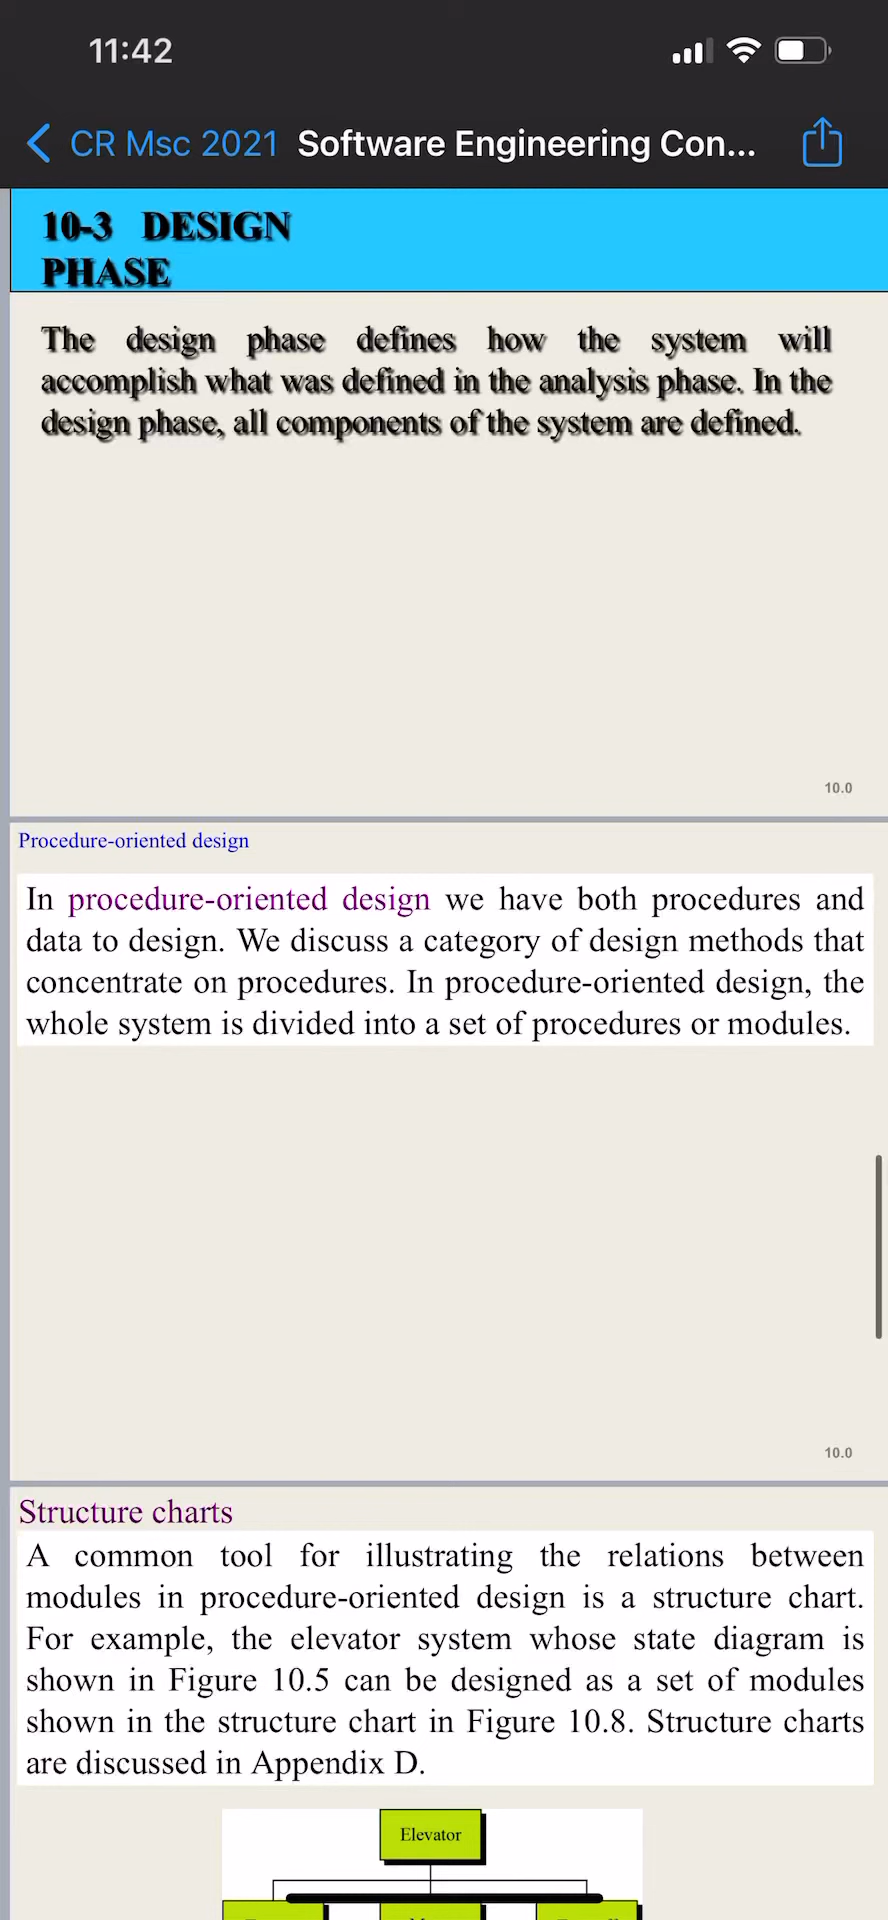 11:42
CR Msc 2021 Software Engineering Con...
10-3 DESIGN
PHASE
The design phase defines how the system will
accomplish what was defined in the analysis phase. In the
design phase, all components of the system are defined.
10.0
Procedure-oriented design
In procedure-oriented design we have both procedures and
data to design. We discuss a category of design methods that
concentrate on procedures. In procedure-oriented design, the
whole system is divided into a set of procedures or modules.
10.0
Structure charts
A common tool for illustrating the relations between
modules in procedure-oriented design is a structure chart.
For example, the elevator system whose state diagram is
shown in Figure 10.5 can be designed as a set of modules
shown in the structure chart in Figure 10.8. Structure charts
are discussed in Appendix D.
Elevator